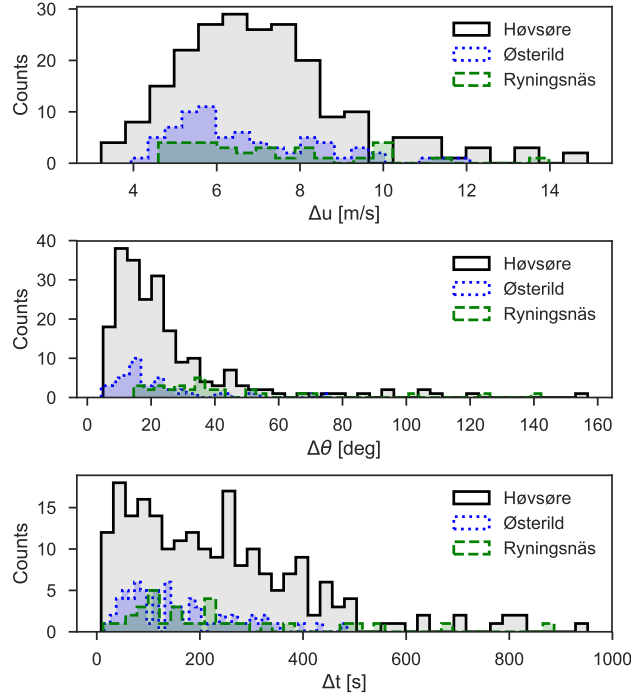 30
20
10
0
Counts
Høvsøre
Østerild
Ryningsnäs
4 6 8 10 12 14
Δu [m/s]
40
30
20
10
0
Counts
Høvsøre
Østerild
Ryningsnäs
0 20 40 60 80 100 120 140 160
Δθ [deg]
15
10
5
0
Counts
Høvsøre
Østerild
Ryningsnäs
0 200 400 600 800 1000
Δt [s]